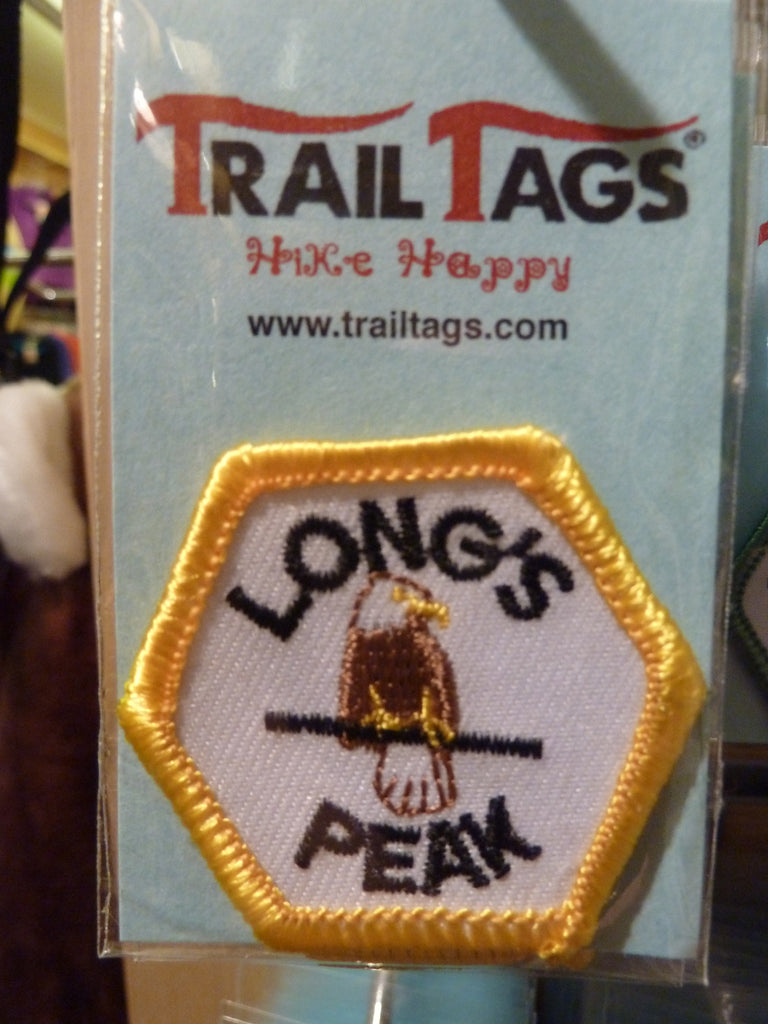 TRAIL TAGS®
HiKe Happy
www.trailtags.com
LONG'S
PEAK